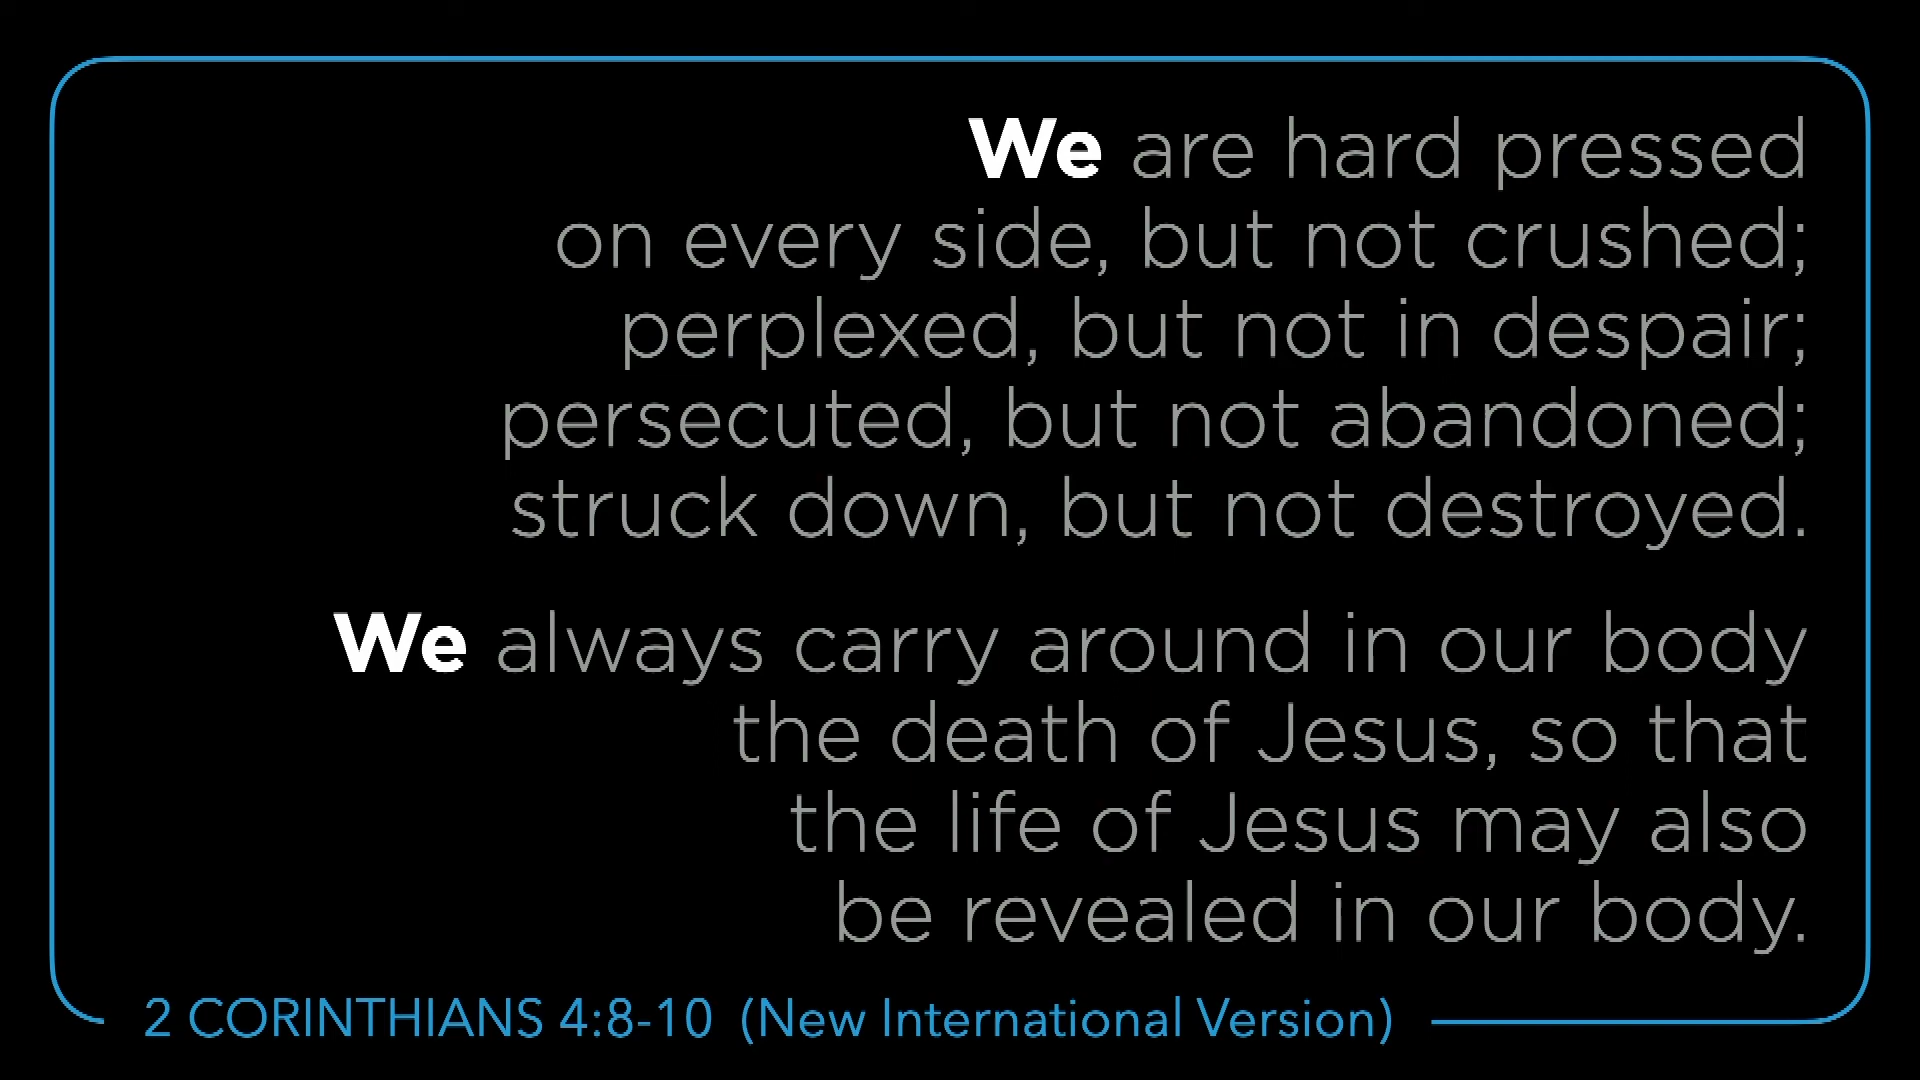 We are hard pressed
on every side, but not crushed;
perplexed, but not in despair;
persecuted, but not abandoned;
struck down, but not destroyed.
We always carry around in our body
the death of Jesus, so that
the life of Jesus may also
be revealed in our body.
2 CORINTHIANS 4:8-10 (New International Version)